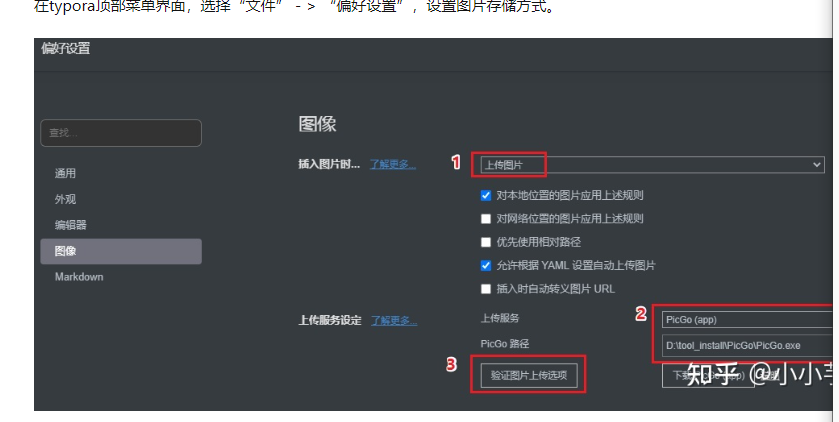 在typora顶部菜单界面，选择“文件” - > “偏好设置”，设置图片存储方式。
偏好设置
图像
查找...
插入图片时... 了解更多... 1 上传图片
通用
对本地位置的图片应用上述规则
外观
对网络位置的图片应用上述规则
编辑器
优先使用相对路径
图像
允许根据 YAML 设置自动上传图片
Markdown
插入时自动转义图片 URL
上传服务设定 了解更多... 上传服务 2 PicGo (app)
PicGo 路径 D:\tool_install\PicGo\PicGo.exe
3 验证图片上传选项
知乎 @小小